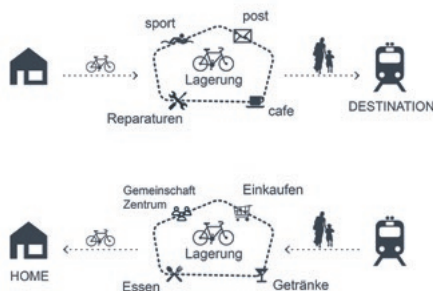 sport
post
Lagerung
Reparaturen
cafe
DESTINATION
Gemeinschaft
Zentrum
Einkaufen
Lagerung
HOME
Essen
Getränke